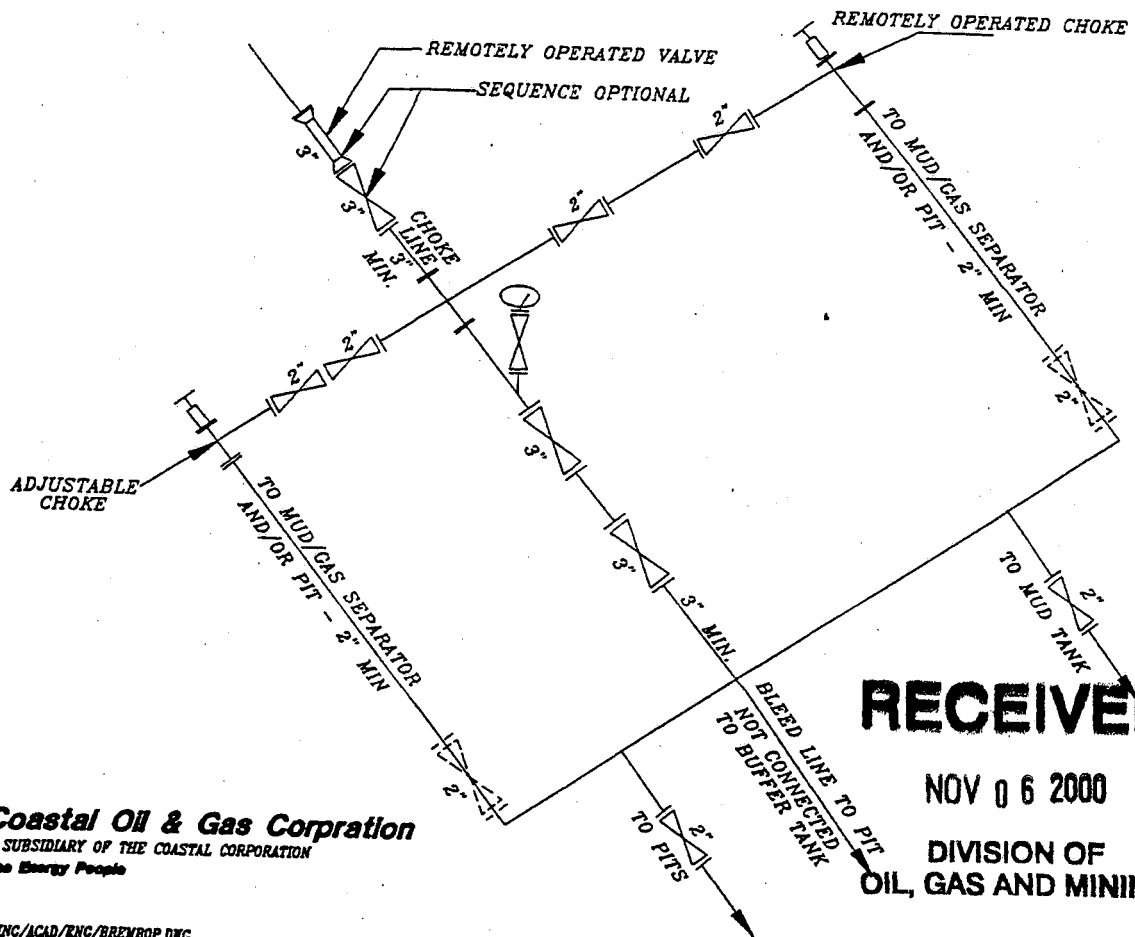 REMOTELY OPERATED CHOKE
REMOTELY OPERATED VALVE
SEQUENCE OPTIONAL
3"
3"
CHOKE
LINE
3"
MIN.
2"
2"
TO MUD/GAS SEPARATOR
AND/OR PIT - 2" MIN
2"
2"
2"
ADJUSTABLE
CHOKE
3"
3"
3" MIN.
TO MUD/GAS SEPARATOR
AND/OR PIT - 2" MIN
2"
TO MUD TANK
2"
BLEED LINE TO PIT
NOT CONNECTED
TO BUFFER TANK
TO PITS
2"
RECEIVE
NOV 06 2000
DIVISION OF
OIL, GAS AND MININ
Coastal Oil & Gas Corpration
SUBSIDIARY OF THE COASTAL CORPORATION
Energy People